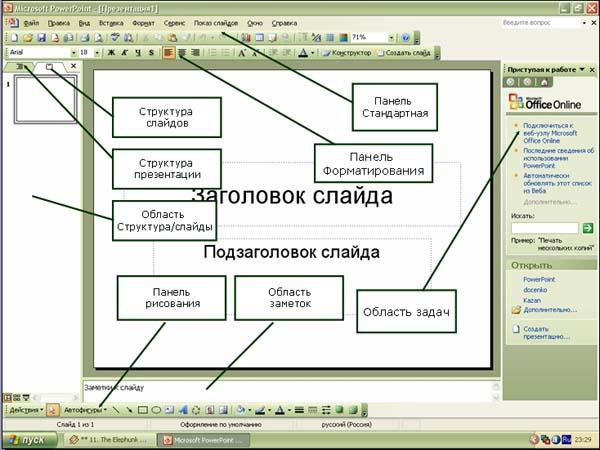 Microsoft PowerPoint - [Презентация1]
Файл Правка Вид Вставка Формат Сервис Показ слайдов Окно Справка
Введите вопрос
71%
Arial 18 Ж К Ч S Конструктор Создать слайд
1
Структура
слайдов
Панель
Стандартная
Структура
презентации
Панель
Форматирования
Заголовок слайда
Область
Структура/слайды
Подзаголовок слайда
Панель
рисования
Область
заметок
Область задач
Приступая к работе
Microsoft
Office Online
Подключиться к
веб-узлу Microsoft
Office Online
Последние сведения об
использовании
PowerPoint
Автоматически
обновлять этот список
из Веба
Дополнительно...
Искать:
Пример: "Печать
нескольких копий"
Открыть
PowerPoint
docenko
Kazan
Дополнительно...
Создать
презентацию...
Заметки к слайду
Действия Автофигуры
Слайд 1 из 1 Оформление по умолчанию русский (Россия)
пуск ** 11. The Elephunk ... Microsoft PowerPoint ... Ru 23:29